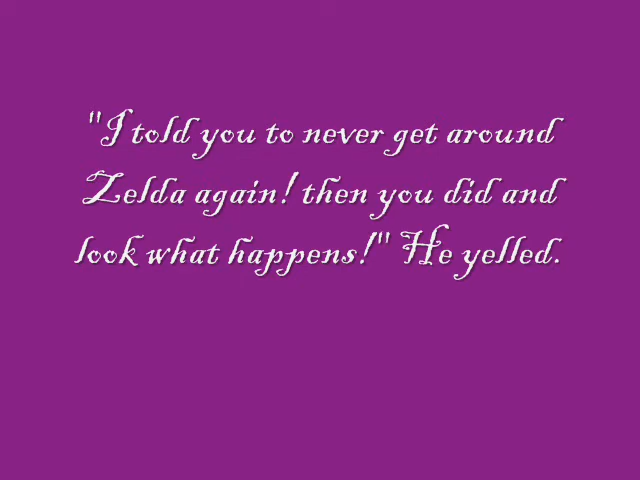 "I told you to never get around
Zelda again! then you did and
look what happens!" He yelled.